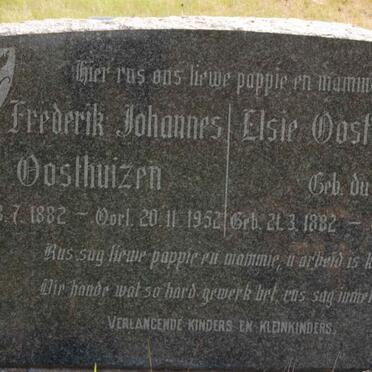 Hier rus ons liewe pappie en mamm
Frederik Johannes Elsie Oost
Oosthuizen Geb. du
.7.1882 – Oorl. 20.11.1952 Geb. 21.3.1882 –
Rus sag liewe pappie en mammie, u arbeid is
Die hande wat so hard gewerk het, rus sag
VERLANGENDE KINDERS EN KLEINKINDERS.